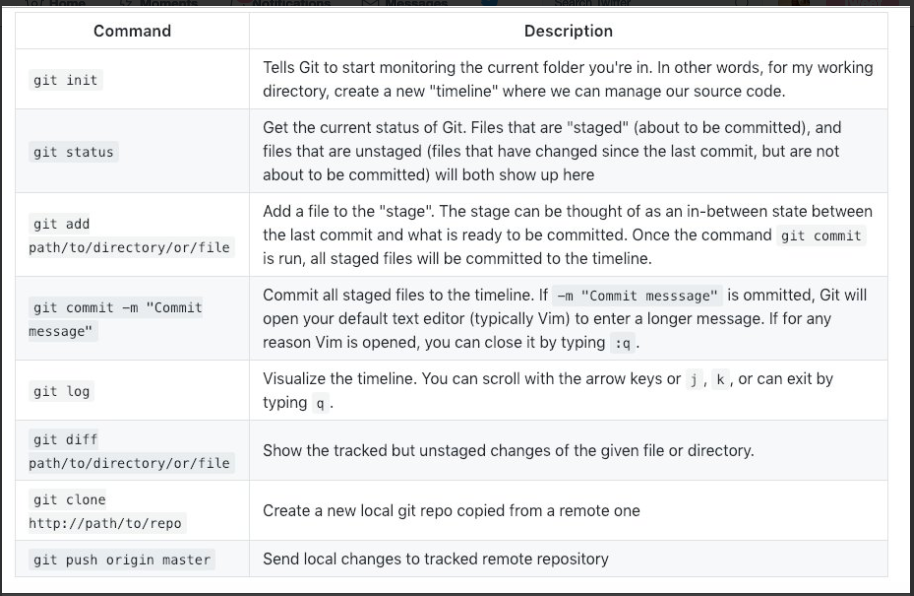 Home Moments Notifications Messages Search Twitter
Command Description
git init
Tells Git to start monitoring the current folder you're in. In other words, for my working
directory, create a new "timeline" where we can manage our source code.
git status
Get the current status of Git. Files that are "staged" (about to be committed), and
files that are unstaged (files that have changed since the last commit, but are not
about to be committed) will both show up here
git add
path/to/directory/or/file
Add a file to the "stage". The stage can be thought of as an in-between state between
the last commit and what is ready to be committed. Once the command git commit
is run, all staged files will be committed to the timeline.
git commit -m "Commit
message"
Commit all staged files to the timeline. If -m "Commit messsage" is ommitted, Git will
open your default text editor (typically Vim) to enter a longer message. If for any
reason Vim is opened, you can close it by typing :q .
git log
Visualize the timeline. You can scroll with the arrow keys or j , k , or can exit by
typing q .
git diff
path/to/directory/or/file
Show the tracked but unstaged changes of the given file or directory.
git clone
http://path/to/repo
Create a new local git repo copied from a remote one
git push origin master
Send local changes to tracked remote repository